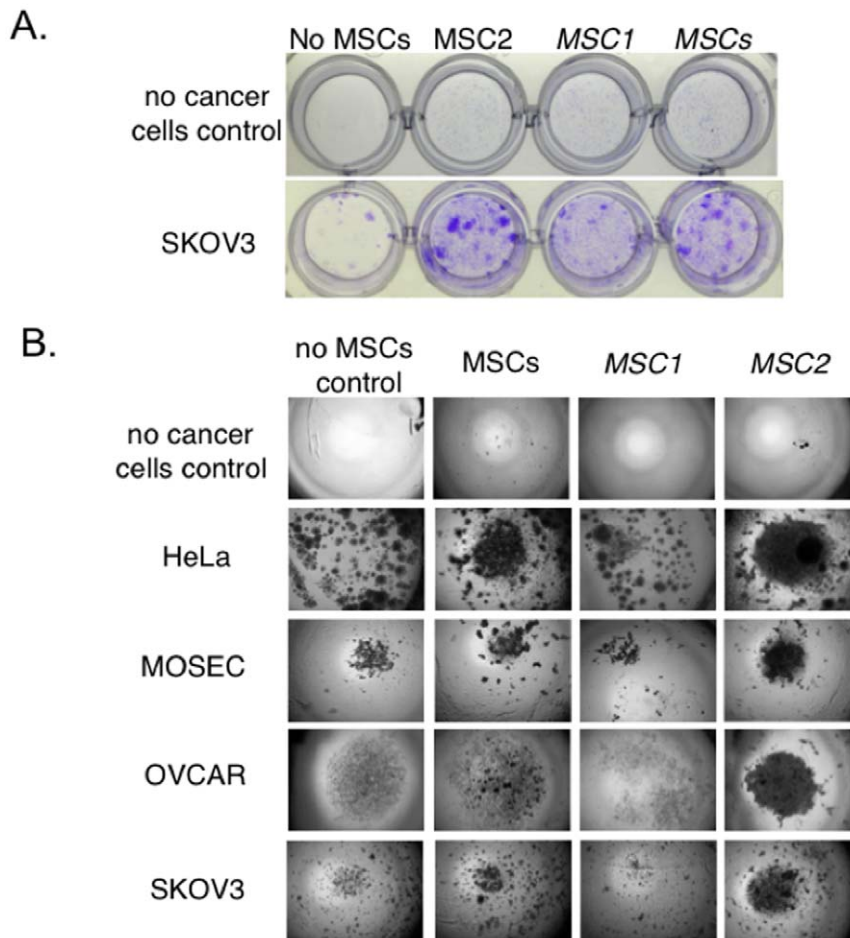 A.
No MSCs MSC2 MSC1 MSCs
no cancer
cells control
SKOV3
B.
no MSCs
control
MSCs MSC1 MSC2
no cancer
cells control
HeLa
MOSEC
OVCAR
SKOV3